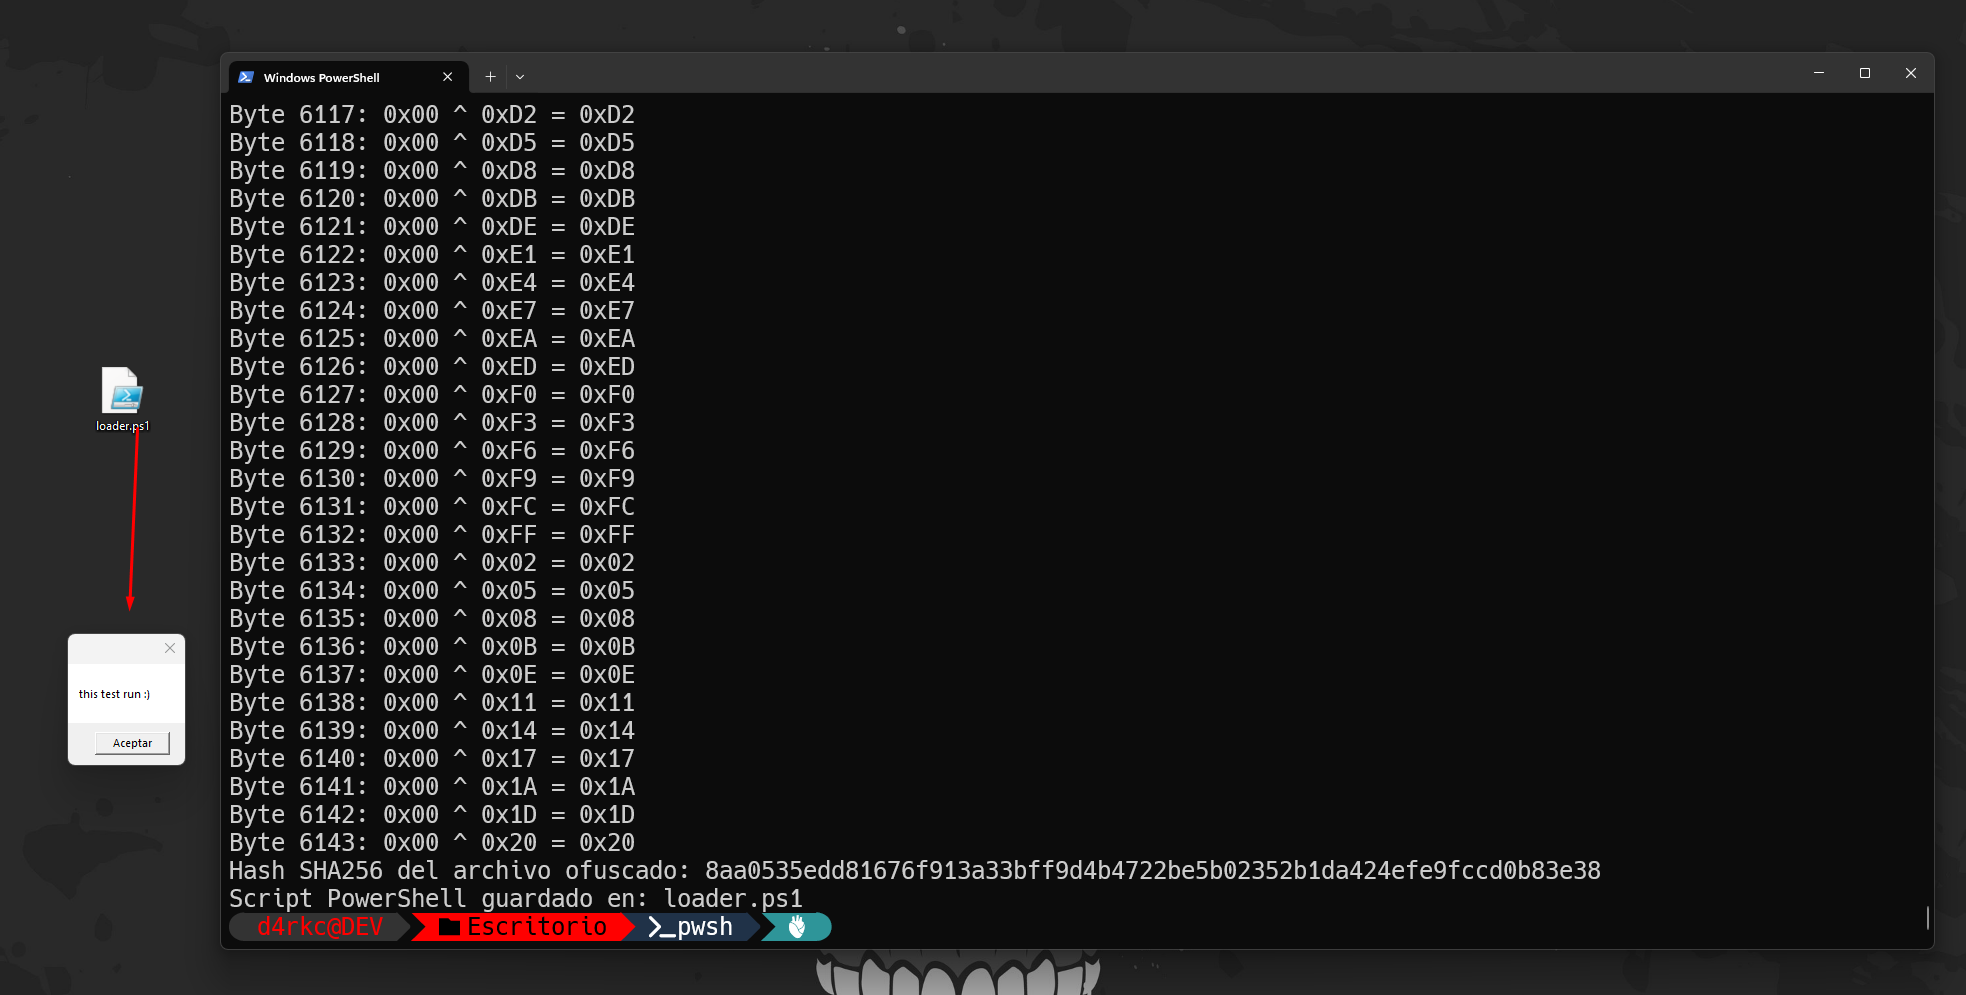 Windows PowerShell
Byte 6117: 0x00 ^ 0xD2 = 0xD2
Byte 6118: 0x00 ^ 0xD5 = 0xD5
Byte 6119: 0x00 ^ 0xD8 = 0xD8
Byte 6120: 0x00 ^ 0xDB = 0xDB
Byte 6121: 0x00 ^ 0xDE = 0xDE
Byte 6122: 0x00 ^ 0xE1 = 0xE1
Byte 6123: 0x00 ^ 0xE4 = 0xE4
Byte 6124: 0x00 ^ 0xE7 = 0xE7
Byte 6125: 0x00 ^ 0xEA = 0xEA
Byte 6126: 0x00 ^ 0xED = 0xED
Byte 6127: 0x00 ^ 0xF0 = 0xF0
Byte 6128: 0x00 ^ 0xF3 = 0xF3
Byte 6129: 0x00 ^ 0xF6 = 0xF6
Byte 6130: 0x00 ^ 0xF9 = 0xF9
Byte 6131: 0x00 ^ 0xFC = 0xFC
Byte 6132: 0x00 ^ 0xFF = 0xFF
Byte 6133: 0x00 ^ 0x02 = 0x02
Byte 6134: 0x00 ^ 0x05 = 0x05
Byte 6135: 0x00 ^ 0x08 = 0x08
Byte 6136: 0x00 ^ 0x0B = 0x0B
Byte 6137: 0x00 ^ 0x0E = 0x0E
Byte 6138: 0x00 ^ 0x11 = 0x11
Byte 6139: 0x00 ^ 0x14 = 0x14
Byte 6140: 0x00 ^ 0x17 = 0x17
Byte 6141: 0x00 ^ 0x1A = 0x1A
Byte 6142: 0x00 ^ 0x1D = 0x1D
Byte 6143: 0x00 ^ 0x20 = 0x20
Hash SHA256 del archivo ofuscado: 8aa0535edd81676f913a33bff9d4b4722be5b02352b1da424efe9fccd0b83e38
Script PowerShell guardado en: loader.ps1
d4rkc@DEV Escritorio pwsh
loader.ps1
this test run :)
Aceptar